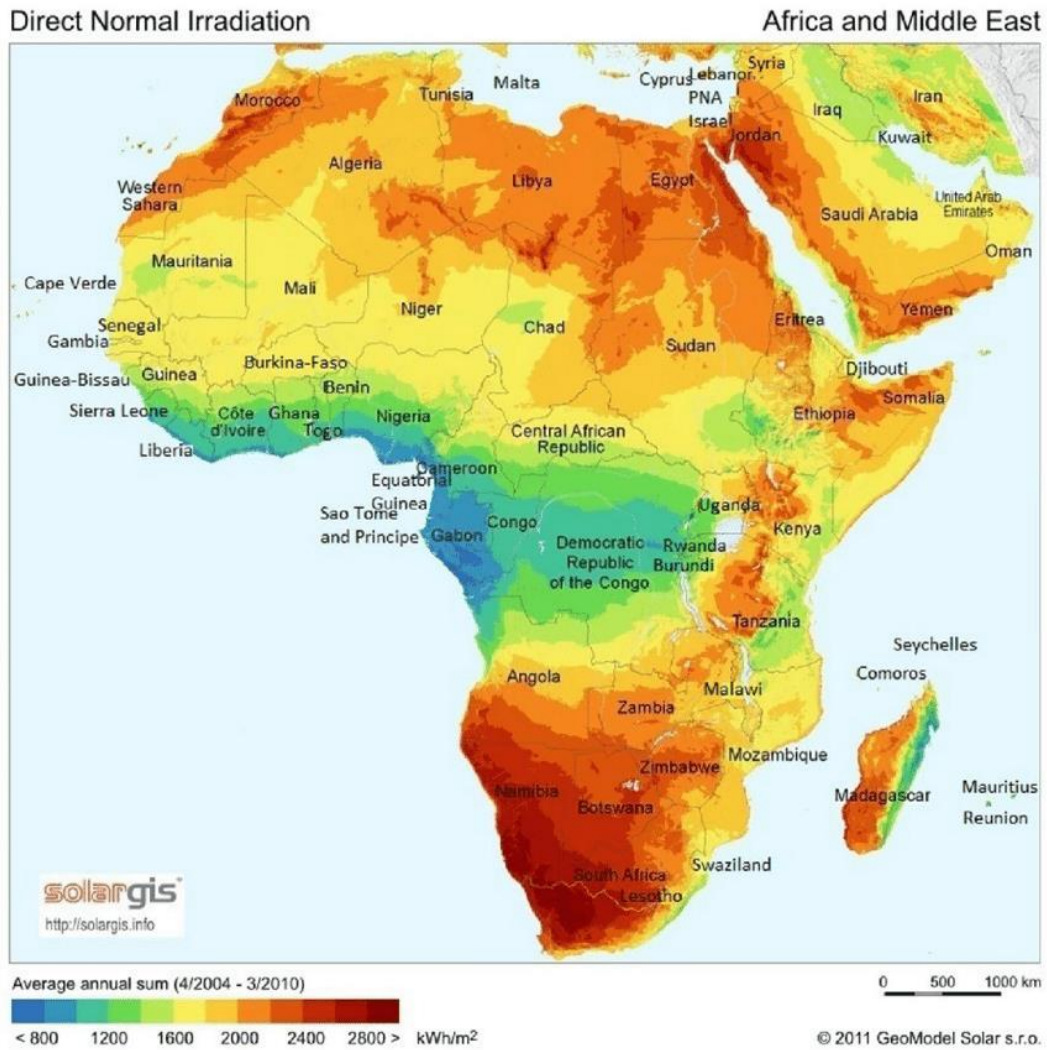 Direct Normal Irradiation
Africa and Middle East
Syria
Malta
Cyprus
Lebanon
Tunisia
PNA
Morocco
Iran
Iraq
Israel
Jordan
Kuwait
Algeria
Libya
Egypt
Western
Sahara
United Arab
Emirates
Saudi Arabia
Oman
Mauritania
Cape Verde
Mali
Niger
Yemen
Senegal
Chad
Eritrea
Gambia
Sudan
Burkina-Faso
Djibouti
Guinea-Bissau
Guinea
Benin
Somalia
Sierra Leone
Côte
d'Ivoire
Ghana
Nigeria
Ethiopia
Togo
Central African
Republic
Liberia
Cameroon
Equatorial
Guinea
Uganda
Sao Tome
and Principe
Congo
Kenya
Gabon
Democratic
Republic
of the Congo
Rwanda
Burundi
Tanzania
Seychelles
Comoros
Angola
Malawi
Zambia
Mozambique
Zimbabwe
Namibia
Botswana
Madagascar
Mauritius
Reunion
Swaziland
South Africa
Lesotho
solargis
http://solargis.info
Average annual sum (4/2004 - 3/2010)
0 500 1000 km
< 800 1200 1600 2000 2400 2800 > kWh/m²
© 2011 GeoModel Solar s.r.o.